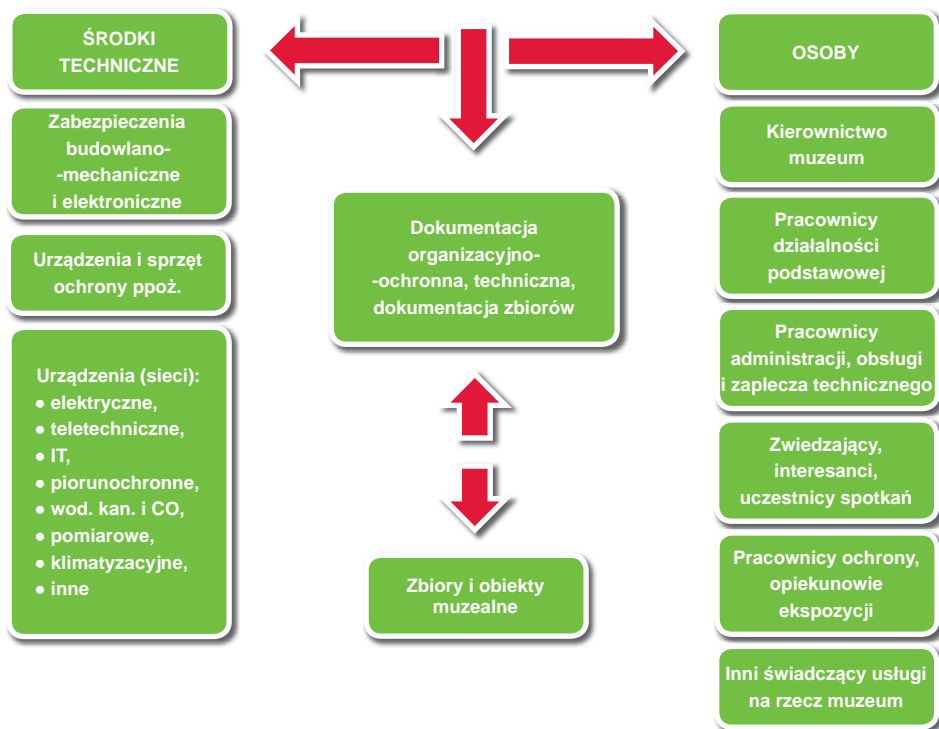 ŚRODKI
TECHNICZNE
Zabezpieczenia
budowlano-
-mechaniczne
i elektroniczne
Urządzenia i sprzęt
ochrony ppoż.
Urządzenia (sieci):
● elektryczne,
● teletechniczne,
● IT,
● piorunochronne,
● wod. kan. i CO,
● pomiarowe,
● klimatyzacyjne,
● inne
Dokumentacja
organizacyjno-
-ochronna, techniczna,
dokumentacja zbiorów
Zbiory i obiekty
muzealne
OSOBY
Kierownictwo
muzeum
Pracownicy
działalności
podstawowej
Pracownicy
administracji, obsługi
i zaplecza technicznego
Zwiedzający,
interesanci,
uczestnicy spotkań
Pracownicy ochrony,
opiekunowie
ekspozycji
Inni świadczący usługi
na rzecz muzeum